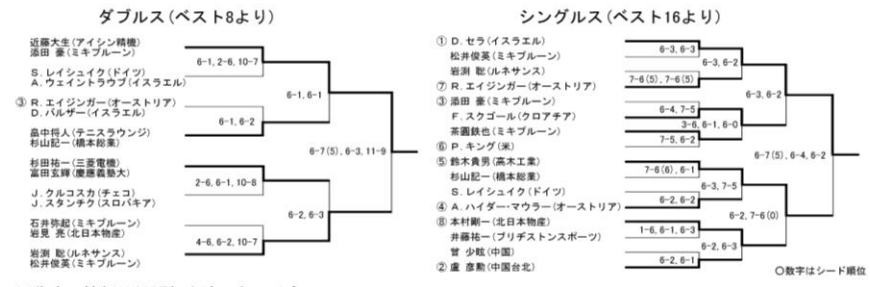 ダブルス(ベスト8より)
近藤大生(アイシン精機)
添田 豪(ミキプルーン)
6-1, 2-6, 10-7
S. レイシュイク(ドイツ)
A. ウェイントラウブ(イスラエル)
6-1, 6-1
③ R. エイジンガー(オーストリア)
D. バルザー(イスラエル)
6-1, 6-2
畠中将人(テニスラウンジ)
杉山記一(橋本総業)
6-7(5), 6-3, 11-9
杉田祐一(三菱電機)
富田玄輝(慶應義塾大)
2-6, 6-1, 10-8
J. クルコスカ(チェコ)
J. スタンチク(スロバキア)
6-2, 6-3
石井弥起(ミキプルーン)
岩見 亮(北日本物産)
4-6, 6-2, 10-7
岩渕 聡(ルネサンス)
松井俊英(ミキプルーン)
シングルス(ベスト16より)
① D. セラ(イスラエル)
6-3, 6-3
松井俊英(ミキプルーン)
6-3, 6-2
岩渕 聡(ルネサンス)
7-6(5), 7-6(5)
⑦ R. エイジンガー(オーストリア)
6-3, 6-2
③ 添田 豪(ミキプルーン)
6-4, 7-5
F. スクゴール(クロアチア)
3-6, 6-1, 6-0
茶圓鉄也(ミキプルーン)
7-5, 6-2
⑥ P. キング(米)
6-7(5), 6-4, 6-2
⑤ 鈴木貴男(高木工業)
7-6(6), 6-1
杉山記一(橋本総業)
6-3, 7-5
S. レイシュイク(ドイツ)
6-2, 6-2
④ A. ハイダー・マウラー(オーストリア)
6-2, 7-6(0)
⑧ 本村剛一(北日本物産)
1-6, 6-1, 6-3
井藤祐一(ブリヂストンスポーツ)
6-2, 6-3
曾 少眩(中国)
6-2, 6-1
② 盧 彦勲(中国台北)
○数字はシード順位